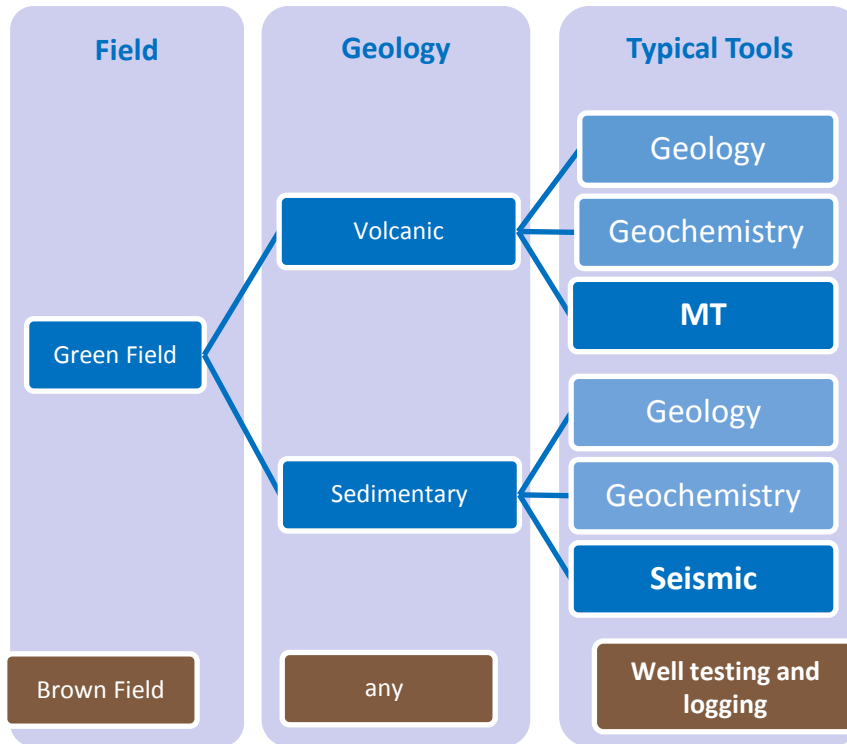 Field
Geology
Typical Tools
Geology
Volcanic
Geochemistry
MT
Green Field
Geology
Sedimentary
Geochemistry
Seismic
Brown Field
any
Well testing and
logging